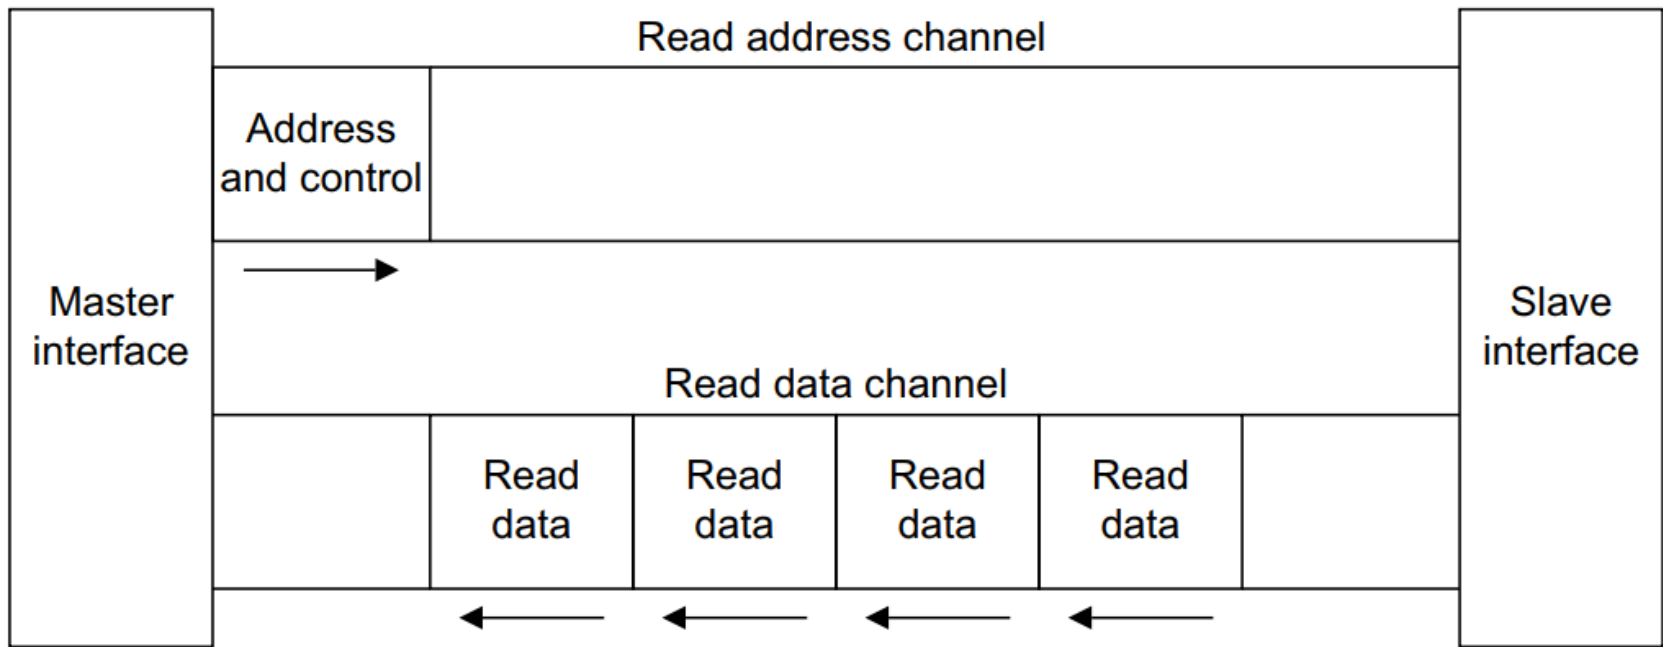 Read address channel
Address
and control
Master
interface
Slave
interface
Read data channel
Read
data
Read
data
Read
data
Read
data